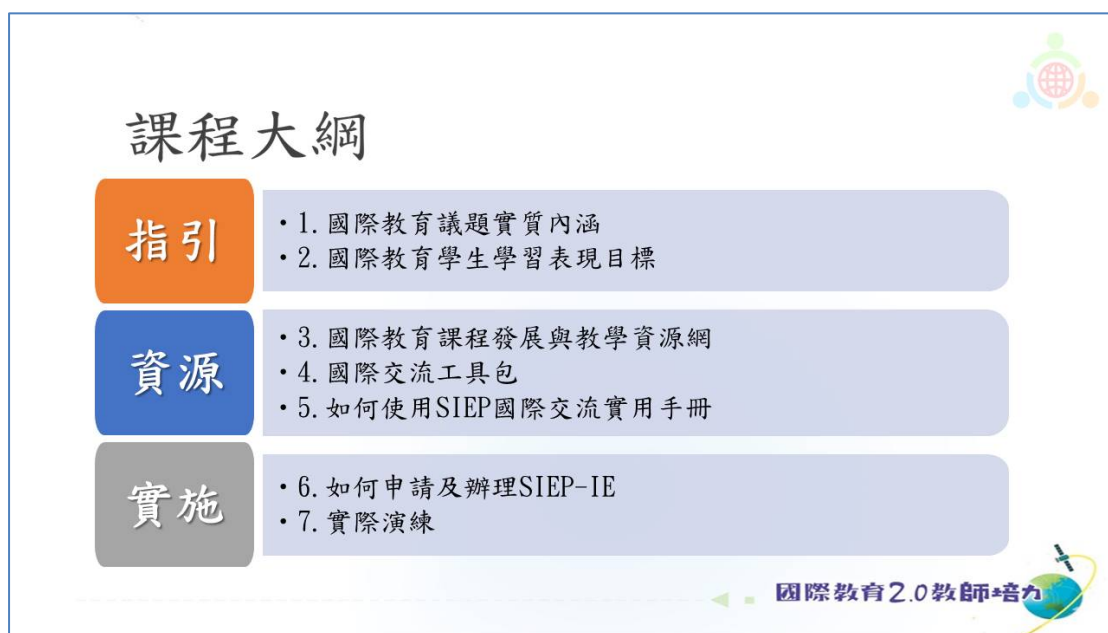 課程大綱
指引
•1. 國際教育議題實質內涵
•2. 國際教育學生學習表現目標
資源
•3. 國際教育課程發展與教學資源網
•4. 國際交流工具包
•5. 如何使用SIEP國際交流實用手冊
實施
•6. 如何申請及辦理SIEP-IE
•7. 實際演練
國際教育2.0教師培力